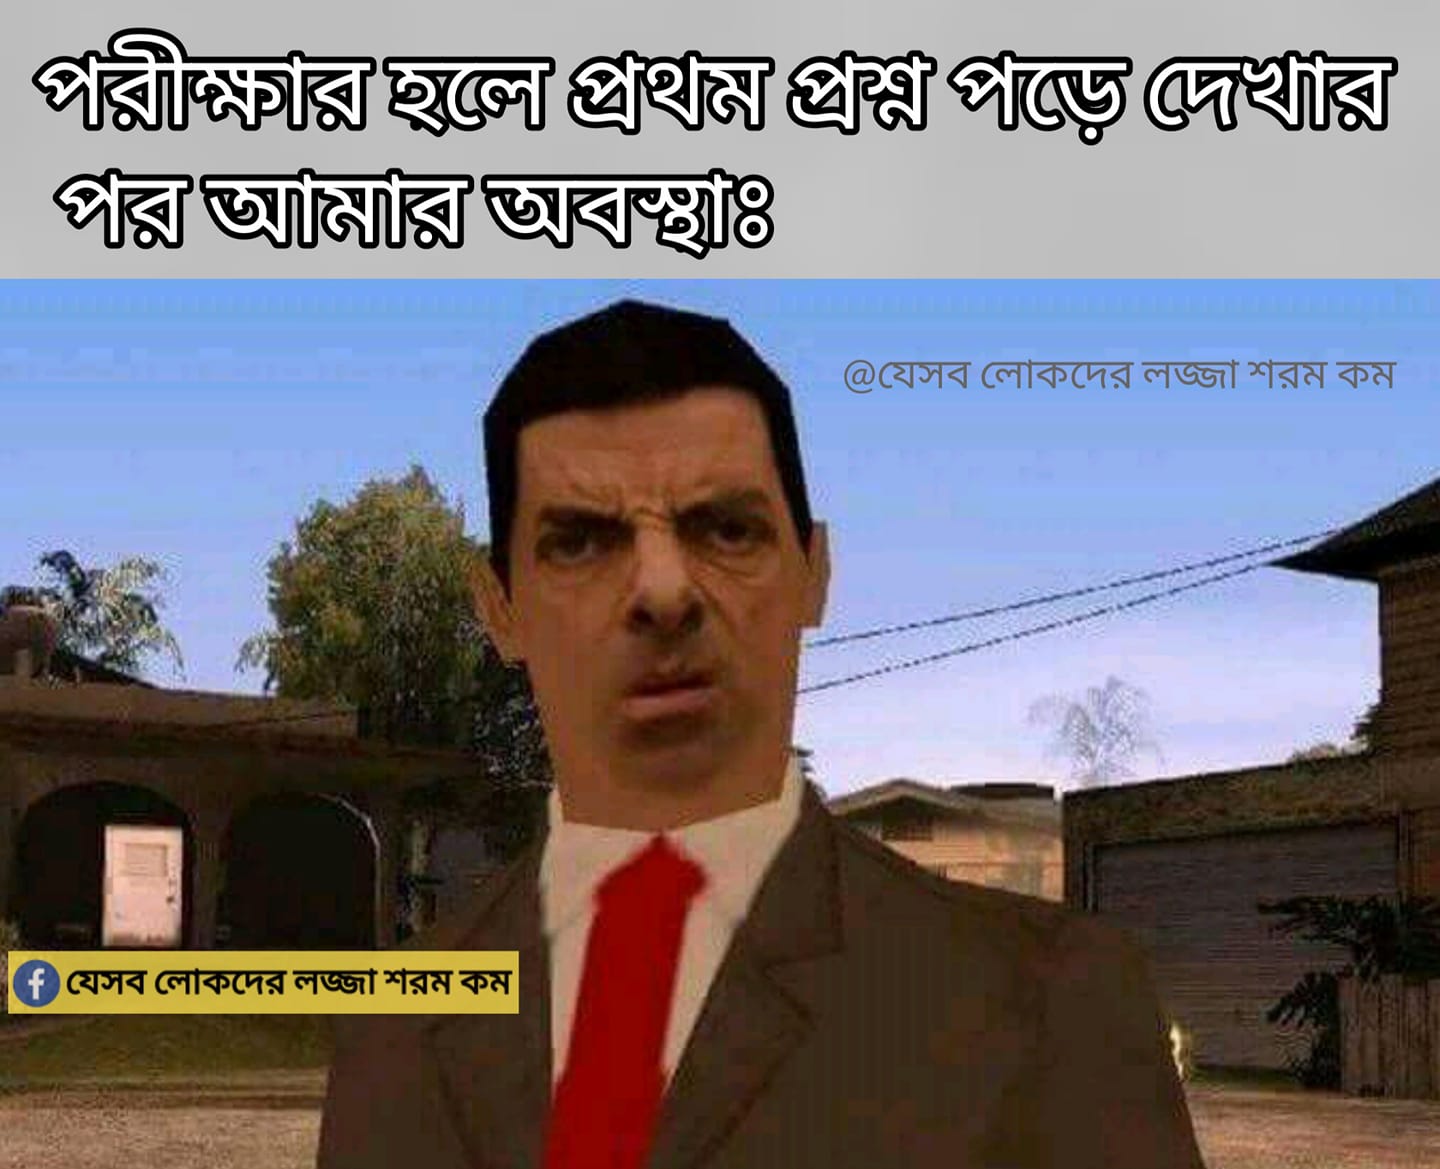 পরীক্ষার হলে প্রথম প্রশ্ন পড়ে দেখার
পর আমার অবস্থাঃ
@যেসব লোকদের লজ্জা শরম কম
যেসব লোকদের লজ্জা শরম কম